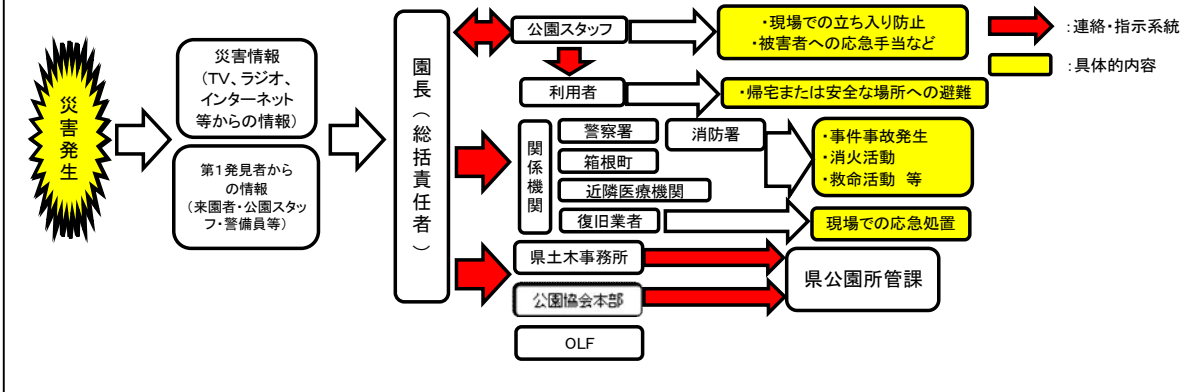 災害発生
災害情報
（TV、ラジオ、
インターネット
等からの情報）
第１発見者から
の情報
（来園者・公園スタッ
フ・警備員等）
園長（総括責任者）
公園スタッフ
・現場での立ち入り防止
・被害者への応急手当など
利用者
・帰宅または安全な場所への避難
関係機関
警察署
消防署
箱根町
近隣医療機関
復旧業者
・事件事故発生
・消火活動
・救命活動　等
現場での応急処置
県土木事務所
公園協会本部
OLF
県公園所管課
：連絡・指示系統
：具体的内容